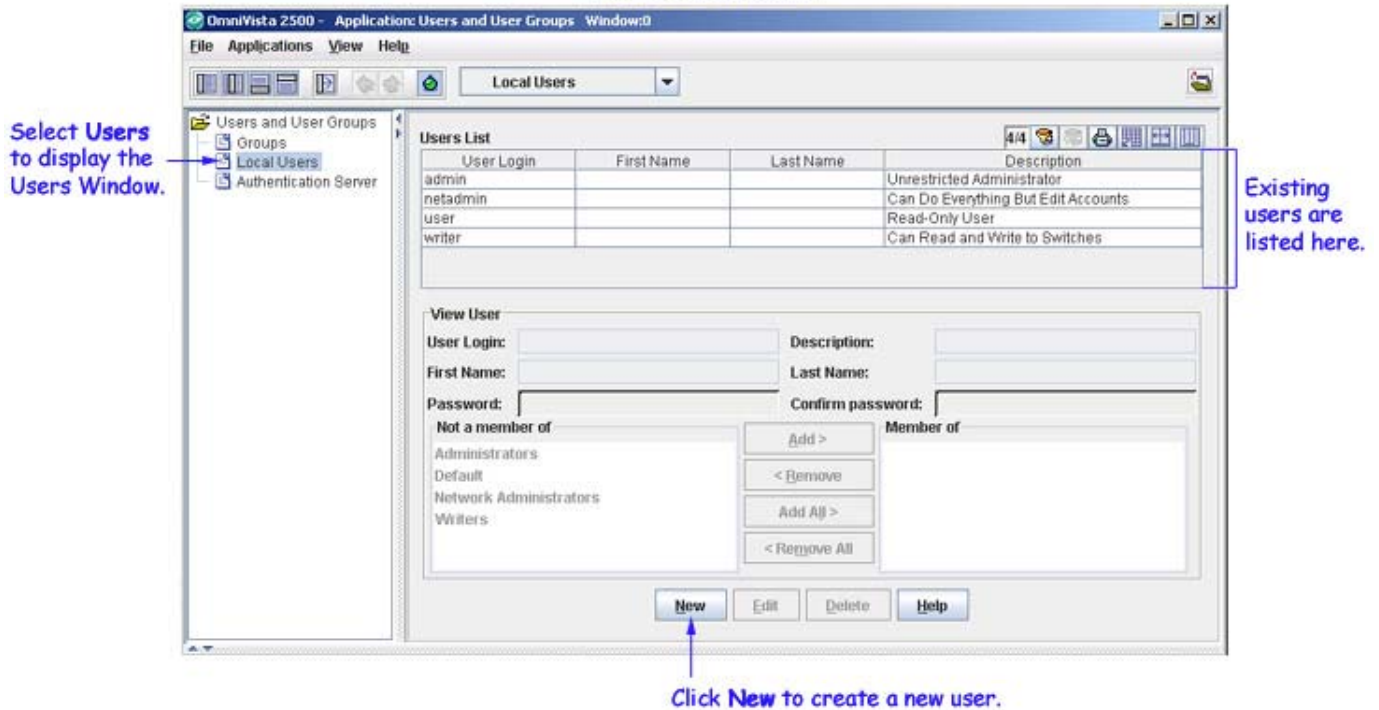 OmniVista 2500 - Application: Users and User Groups Window:0
File Applications View Help
Local Users
Select Users
to display the
Users Window.
Users and User Groups
Groups
Local Users
Authentication Server
Users List
4/4
User Login First Name Last Name Description
admin Unrestricted Administrator
netadmin Can Do Everything But Edit Accounts
user Read-Only User
writer Can Read and Write to Switches
Existing
users are
listed here.
View User
User Login: Description:
First Name: Last Name:
Password: Confirm password:
Not a member of
Administrators
Default
Network Administrators
Writers
Add >
< Remove
Add All >
< Remove All
Member of
New Edit Delete Help
Click New to create a new user.